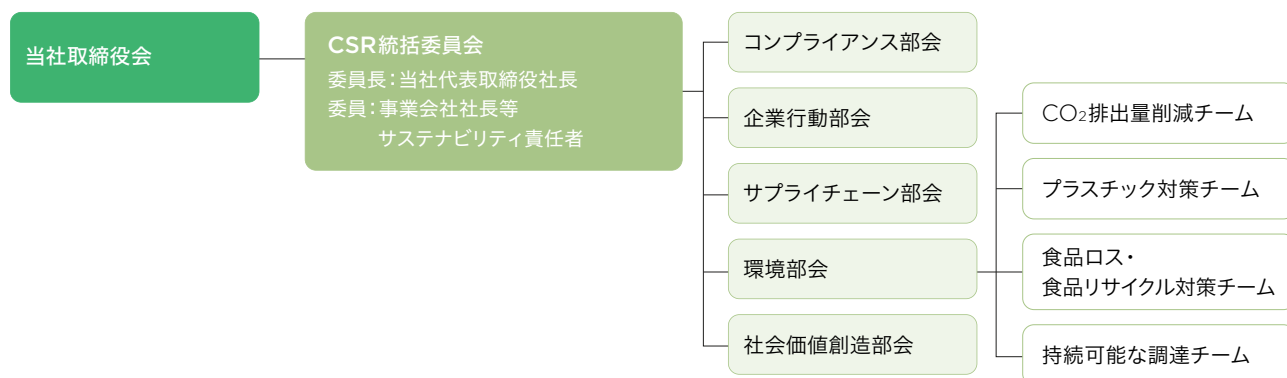 当社取締役会
CSR統括委員会
委員長：当社代表取締役社長
委員：事業会社社長等
サステナビリティ責任者
コンプライアンス部会
企業行動部会
サプライチェーン部会
環境部会
社会価値創造部会
CO₂排出量削減チーム
プラスチック対策チーム
食品ロス・
食品リサイクル対策チーム
持続可能な調達チーム